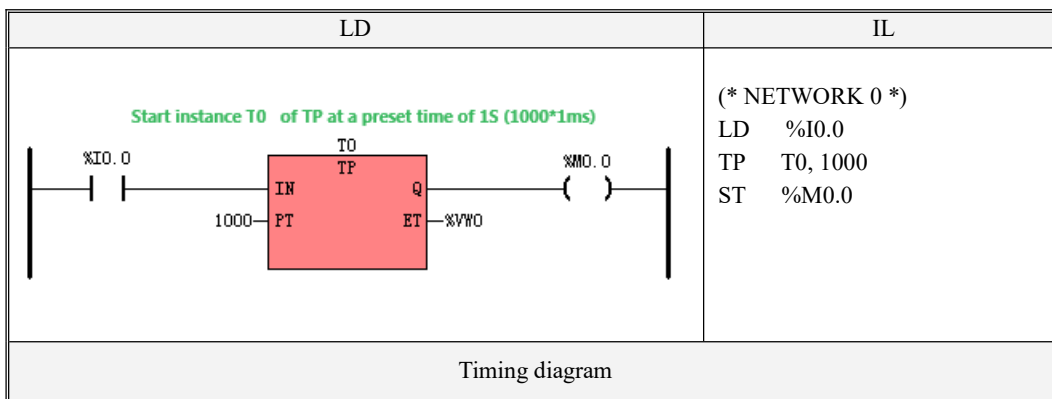 LD
IL
Start instance T0 of TP at a preset time of 1S (1000*1ms)
%I0.0
T0
TP
%M0.0
IN
Q
1000
PT
ET
%VW0
(* NETWORK 0 *)
LD %I0.0
TP T0, 1000
ST %M0.0
Timing diagram